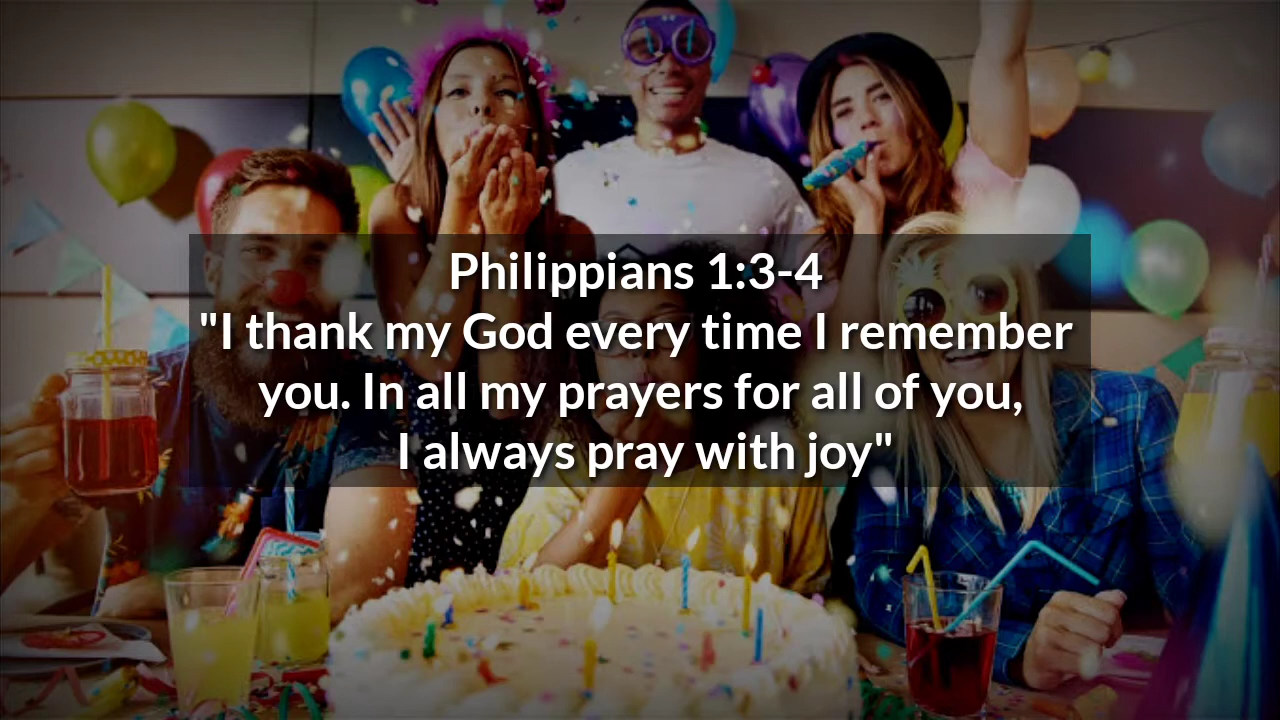 Philippians 1:3-4
"I thank my God every time I remember
you. In all my prayers for all of you,
I always pray with joy"